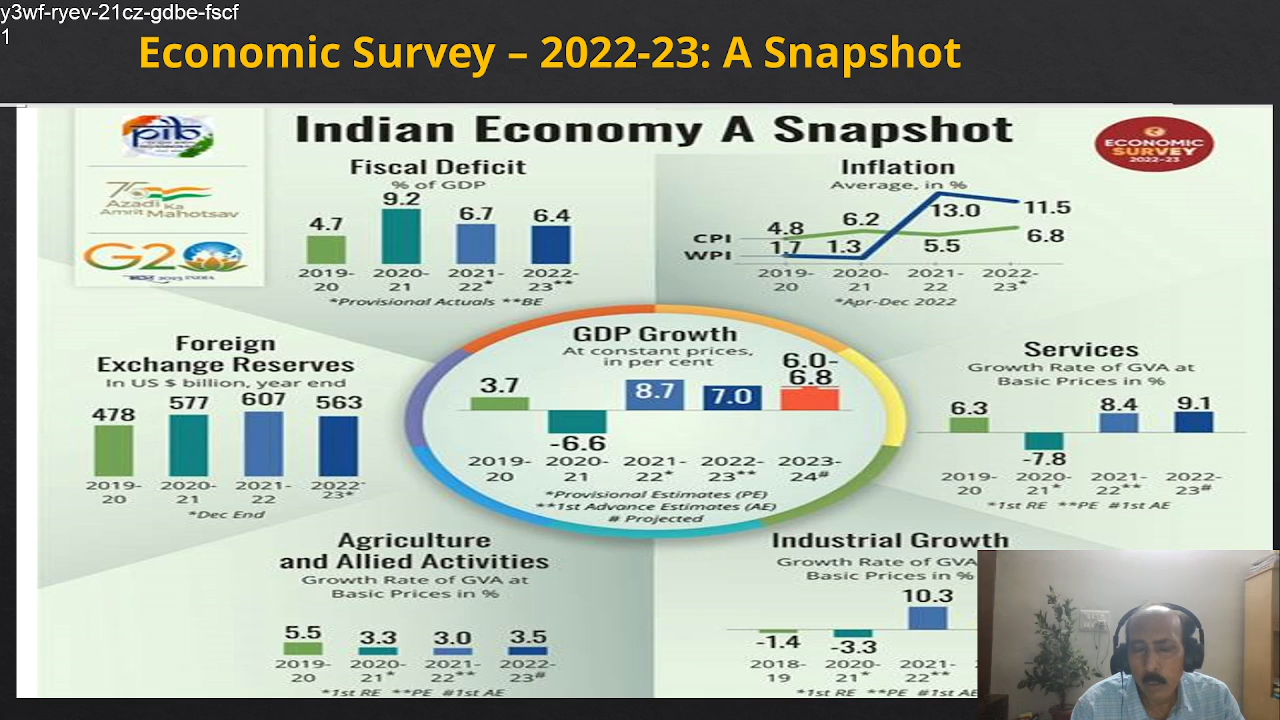 y3wf-ryev-21cz-gdbe-fscf
1
Economic Survey – 2022-23: A Snapshot
Indian Economy A Snapshot
pib
75
Azadi Ka
Amrit Mahotsav
G20
ECONOMIC
SURVEY
2022-23
Fiscal Deficit
% of GDP
4.7
9.2
6.7
6.4
2019-20
2020-21
2021-22*
2022-23**
*Provisional Actuals **BE
Inflation
Average, in %
CPI
4.8
6.2
5.5
6.8
WPI
1.7
1.3
13.0
11.5
2019-20
2020-21
2021-22
2022-23*
*Apr-Dec 2022
Foreign
Exchange Reserves
In US $ billion, year end
478
577
607
563
2019-20
2020-21
2021-22
2022-23*
*Dec End
GDP Growth
At constant prices,
in per cent
3.7
-6.6
8.7
7.0
6.0-6.8
2019-20
2020-21
2021-22*
2022-23**
2023-24#
*Provisional Estimates (PE)
**1st Advance Estimates (AE)
# Projected
Services
Growth Rate of GVA at
Basic Prices in %
6.3
-7.8
8.4
9.1
2019-20
2020-21*
2021-22**
2022-23#
*1st RE **PE #1st AE
Agriculture
and Allied Activities
Growth Rate of GVA at
Basic Prices in %
5.5
3.3
3.0
3.5
2019-20
2020-21*
2021-22**
2022-23#
*1st RE **PE #1st AE
Industrial Growth
Growth Rate of GVA
Basic Prices in %
-1.4
-3.3
10.3
2018-19
2020-21*
2021-22**
*1st RE **PE #1st AE